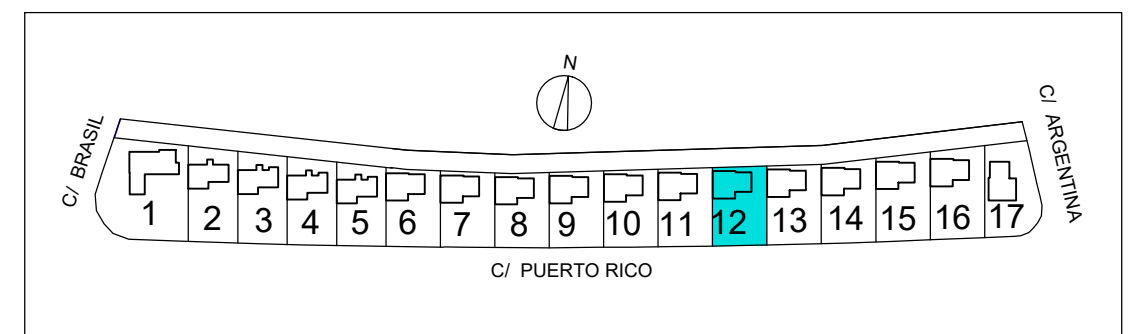 N
C/ BRASIL
C/ ARGENTINA
1 2 3 4 5 6 7 8 9 10 11 12 13 14 15 16 17
C/ PUERTO RICO